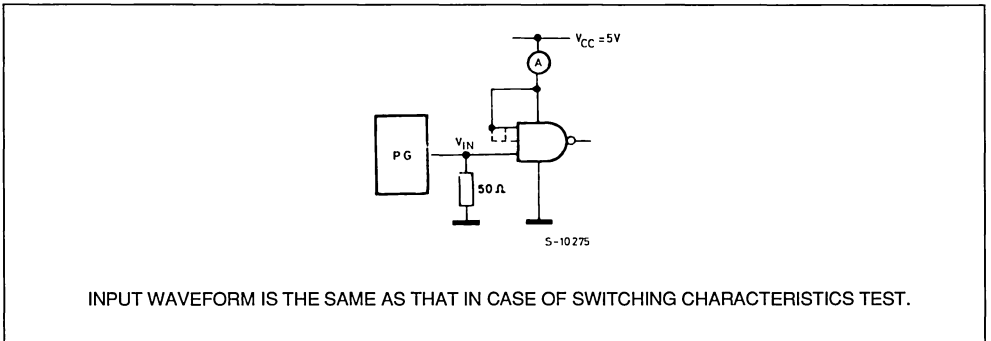 V_CC = 5V
A
PG
V_IN
50 Ω
S-10275
INPUT WAVEFORM IS THE SAME AS THAT IN CASE OF SWITCHING CHARACTERISTICS TEST.